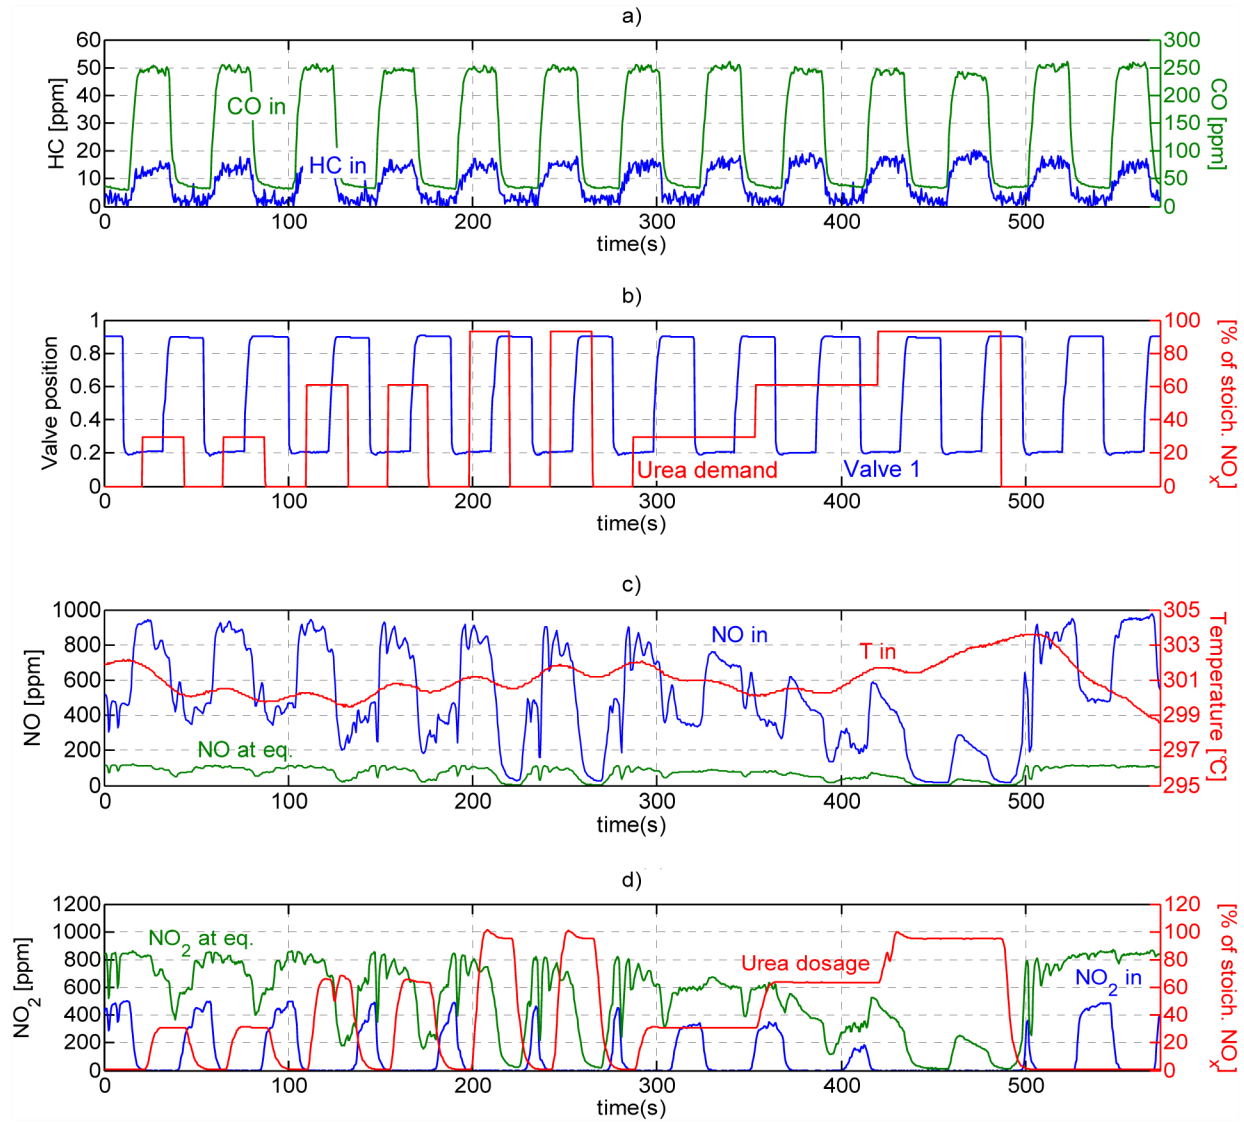 a)
60
50
40
30
20
10
0
HC [ppm]
CO in
HC in
300
250
200
150
100
50
0
CO [ppm]
0 100 200 300 400 500
time(s)
b)
1
0.8
0.6
0.4
0.2
0
Valve position
Urea demand
Valve 1
100
80
60
40
20
0
[% of stoich. NOx]
0 100 200 300 400 500
time(s)
c)
1000
800
600
400
200
0
NO [ppm]
NO in
T in
NO at eq.
305
303
301
299
297
295
Temperature [°C]
0 100 200 300 400 500
time(s)
d)
1200
1000
800
600
400
200
0
NO2 [ppm]
NO2 at eq.
Urea dosage
NO2 in
120
100
80
60
40
20
0
[% of stoich. NOx]
0 100 200 300 400 500
time(s)